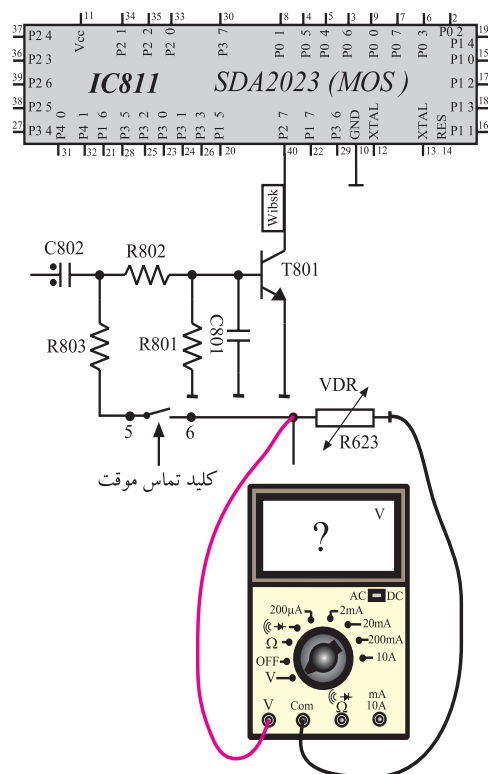 11 34 35 33 30 8 5 4 3 9 7 6 2
37 P2 4 Vcc P2 1 P2 2 P2 0 P3 7 P0 1 P0 5 P0 4 P0 6 P0 0 P0 7 P0 3 P0 2 19
P1 4
36 P2 3 P1 0 15
38 P2 6 IC811 SDA2023 (MOS) P1 2 17
39 P2 5 P1 3 18
27 P3 4 P4 0 P4 1 P1 6 P3 5 P3 2 P3 0 P3 1 P3 3 P1 5 P2 7 P1 7 P3 6 GND XTAL XTAL RES P1 1 16
31 32 21 28 25 23 24 26 20 40 22 29 10 12 13 14
Wibsk
C802
R802
T801
R803
R801
C801
VDR
5 6
R623
کلید تماس موقت
V
?
AC DC
200µA 2mA
20mA
Ω 200mA
OFF 10A
V
V Com Ω mA
10A